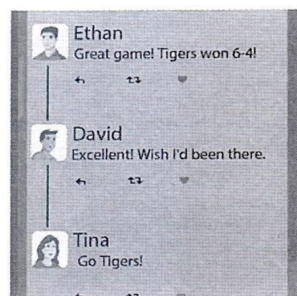 Ethan
Great game! Tigers won 6-4!
David
Excellent! Wish I'd been there.
Tina
Go Tigers!